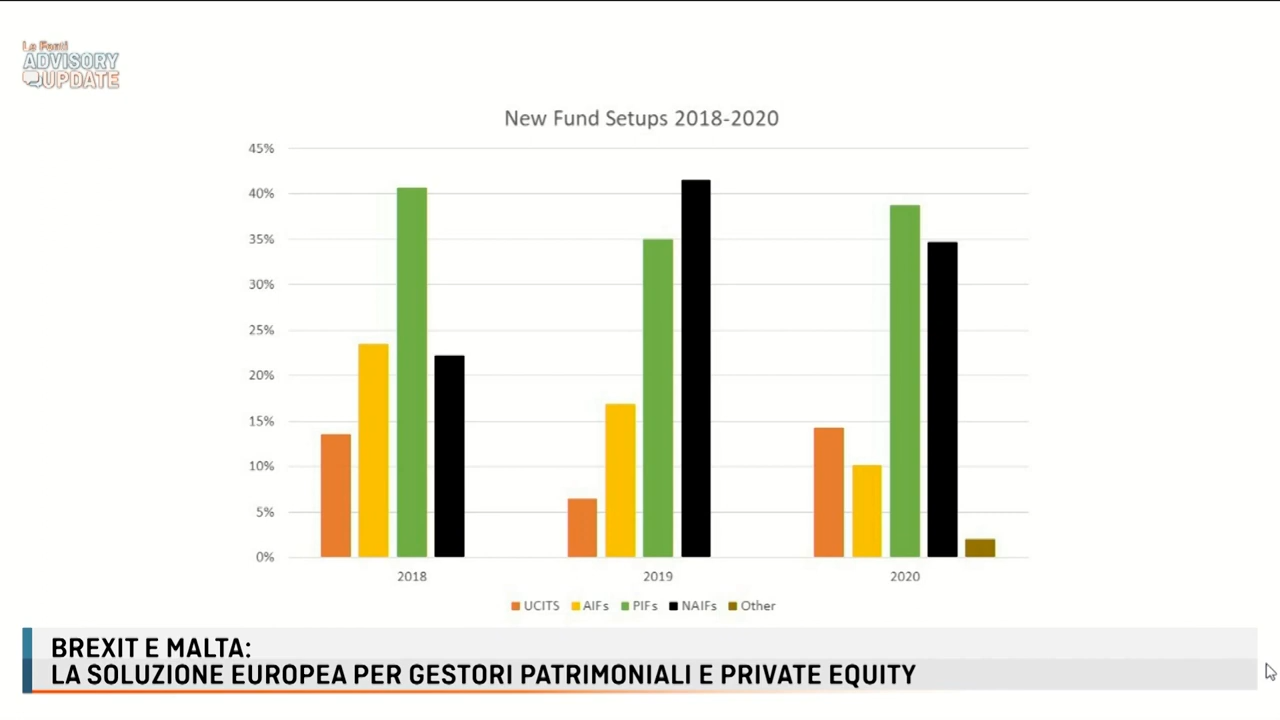 Le Fonti
ADVISORY
UPDATE
New Fund Setups 2018-2020
45%
40%
35%
30%
25%
20%
15%
10%
5%
0%
2018 2019 2020
UCITS AIFs PIFs NAIFs Other
BREXIT E MALTA:
LA SOLUZIONE EUROPEA PER GESTORI PATRIMONIALI E PRIVATE EQUITY